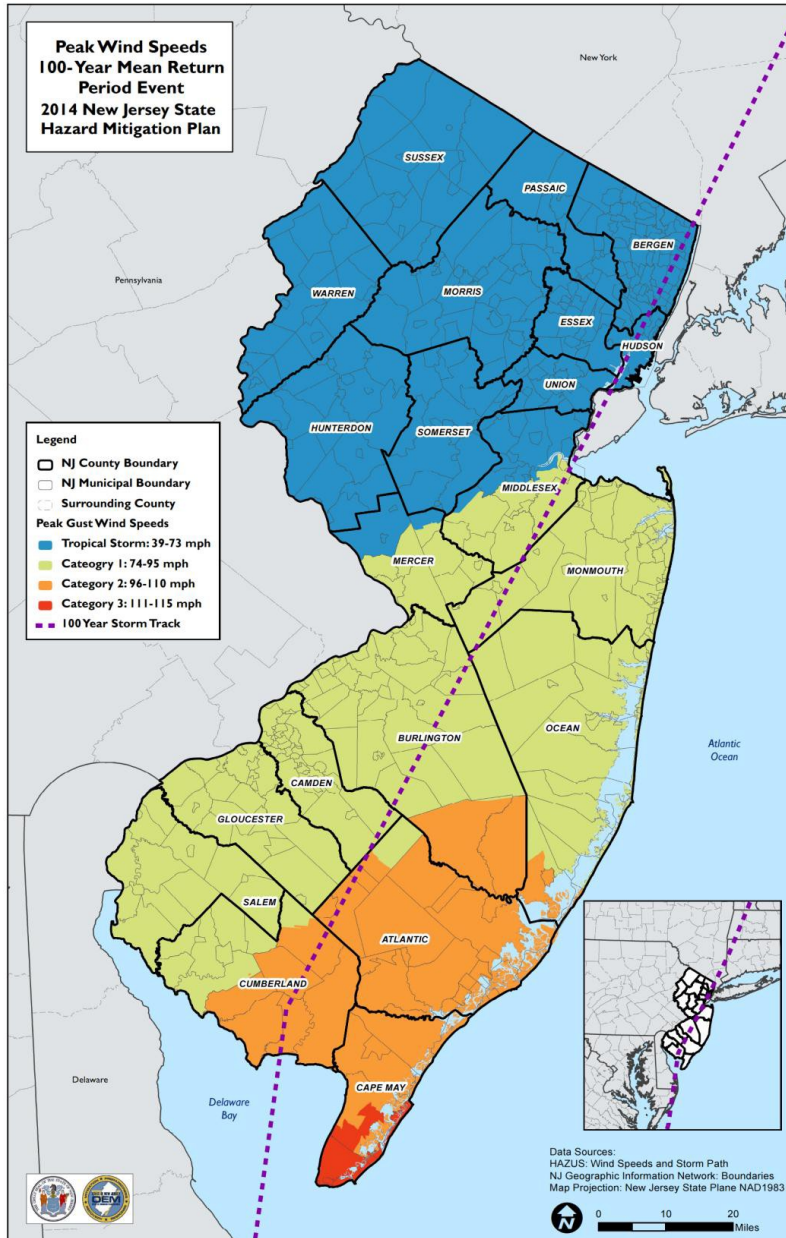 Peak Wind Speeds
100-Year Mean Return
Period Event
2014 New Jersey State
Hazard Mitigation Plan
New York
SUSSEX
PASSAIC
BERGEN
Pennsylvania
WARREN
MORRIS
ESSEX
HUDSON
UNION
HUNTERDON
SOMERSET
Legend
NJ County Boundary
NJ Municipal Boundary
Surrounding County
Peak Gust Wind Speeds
Tropical Storm: 39-73 mph
Cateogry 1: 74-95 mph
Category 2: 96-110 mph
Category 3: 111-115 mph
100 Year Storm Track
MIDDLESEX
MERCER
MONMOUTH
OCEAN
BURLINGTON
Atlantic
Ocean
CAMDEN
GLOUCESTER
SALEM
ATLANTIC
CUMBERLAND
CAPE MAY
Delaware
Delaware
Bay
Data Sources:
HAZUS: Wind Speeds and Storm Path
NJ Geographic Information Network: Boundaries
Map Projection: New Jersey State Plane NAD1983
N
0 10 20
Miles
OEM